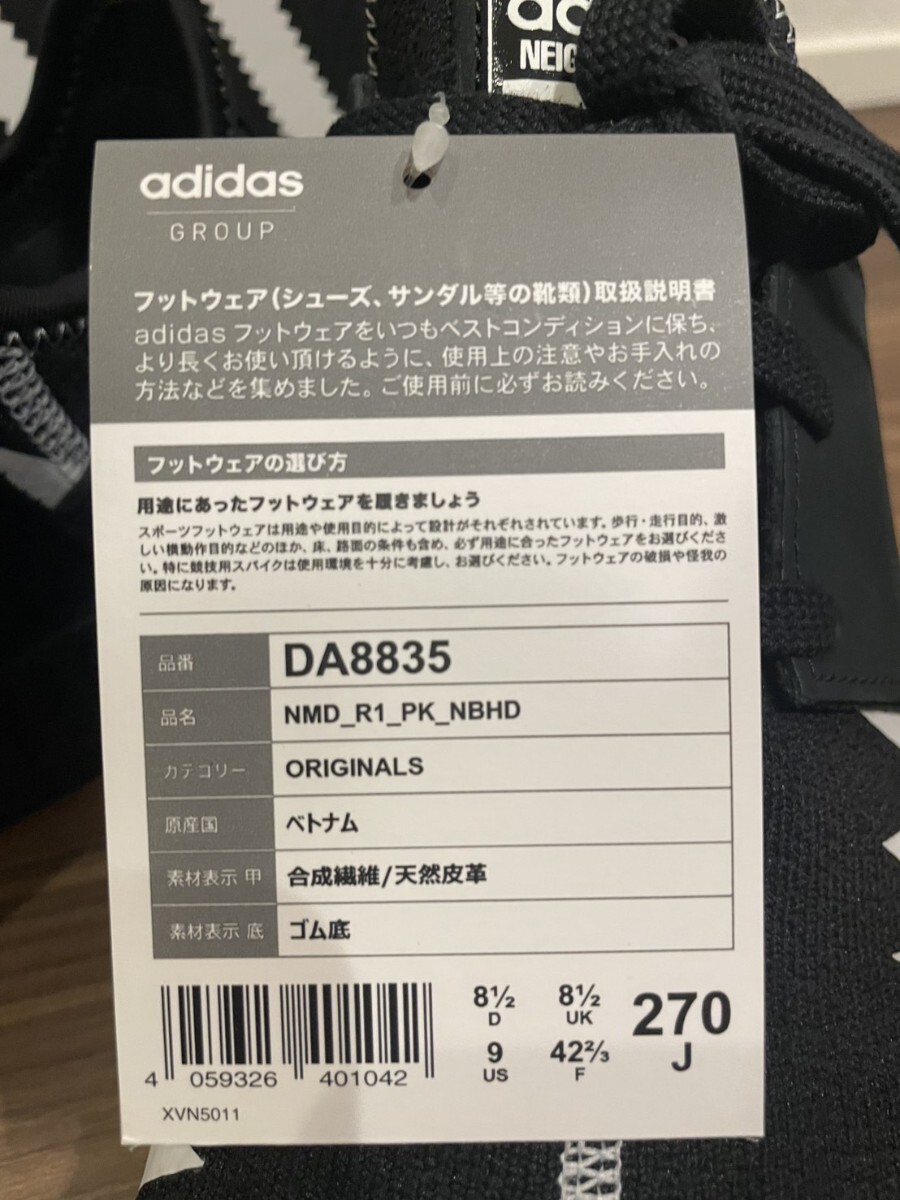 NEIG
adidas
GROUP
フットウェア(シューズ、サンダル等の靴類)取扱説明書
adidas フットウェアをいつもベストコンディションに保ち、
より長くお使い頂けるように、使用上の注意やお手入れの
方法などを集めました。ご使用前に必ずお読みください。
フットウェアの選び方
用途にあったフットウェアを履きましょう
スポーツフットウェアは用途や使用目的によって設計がそれぞれされています。歩行・走行目的、激
しい横動作目的などのほか、床、路面の条件も含め、必ず用途に合ったフットウェアをお選びくださ
い。特に競技用スパイクは使用環境を十分に考慮し、お選びください。フットウェアの破損や怪我の
原因になります。
品番 DA8835
品名 NMD_R1_PK_NBHD
カテゴリー ORIGINALS
原産国 ベトナム
素材表示 甲 合成繊維/天然皮革
素材表示 底 ゴム底
8½ 8½ 270
D UK J
9 42⅔
US F
4 059326 401042
XVN5011